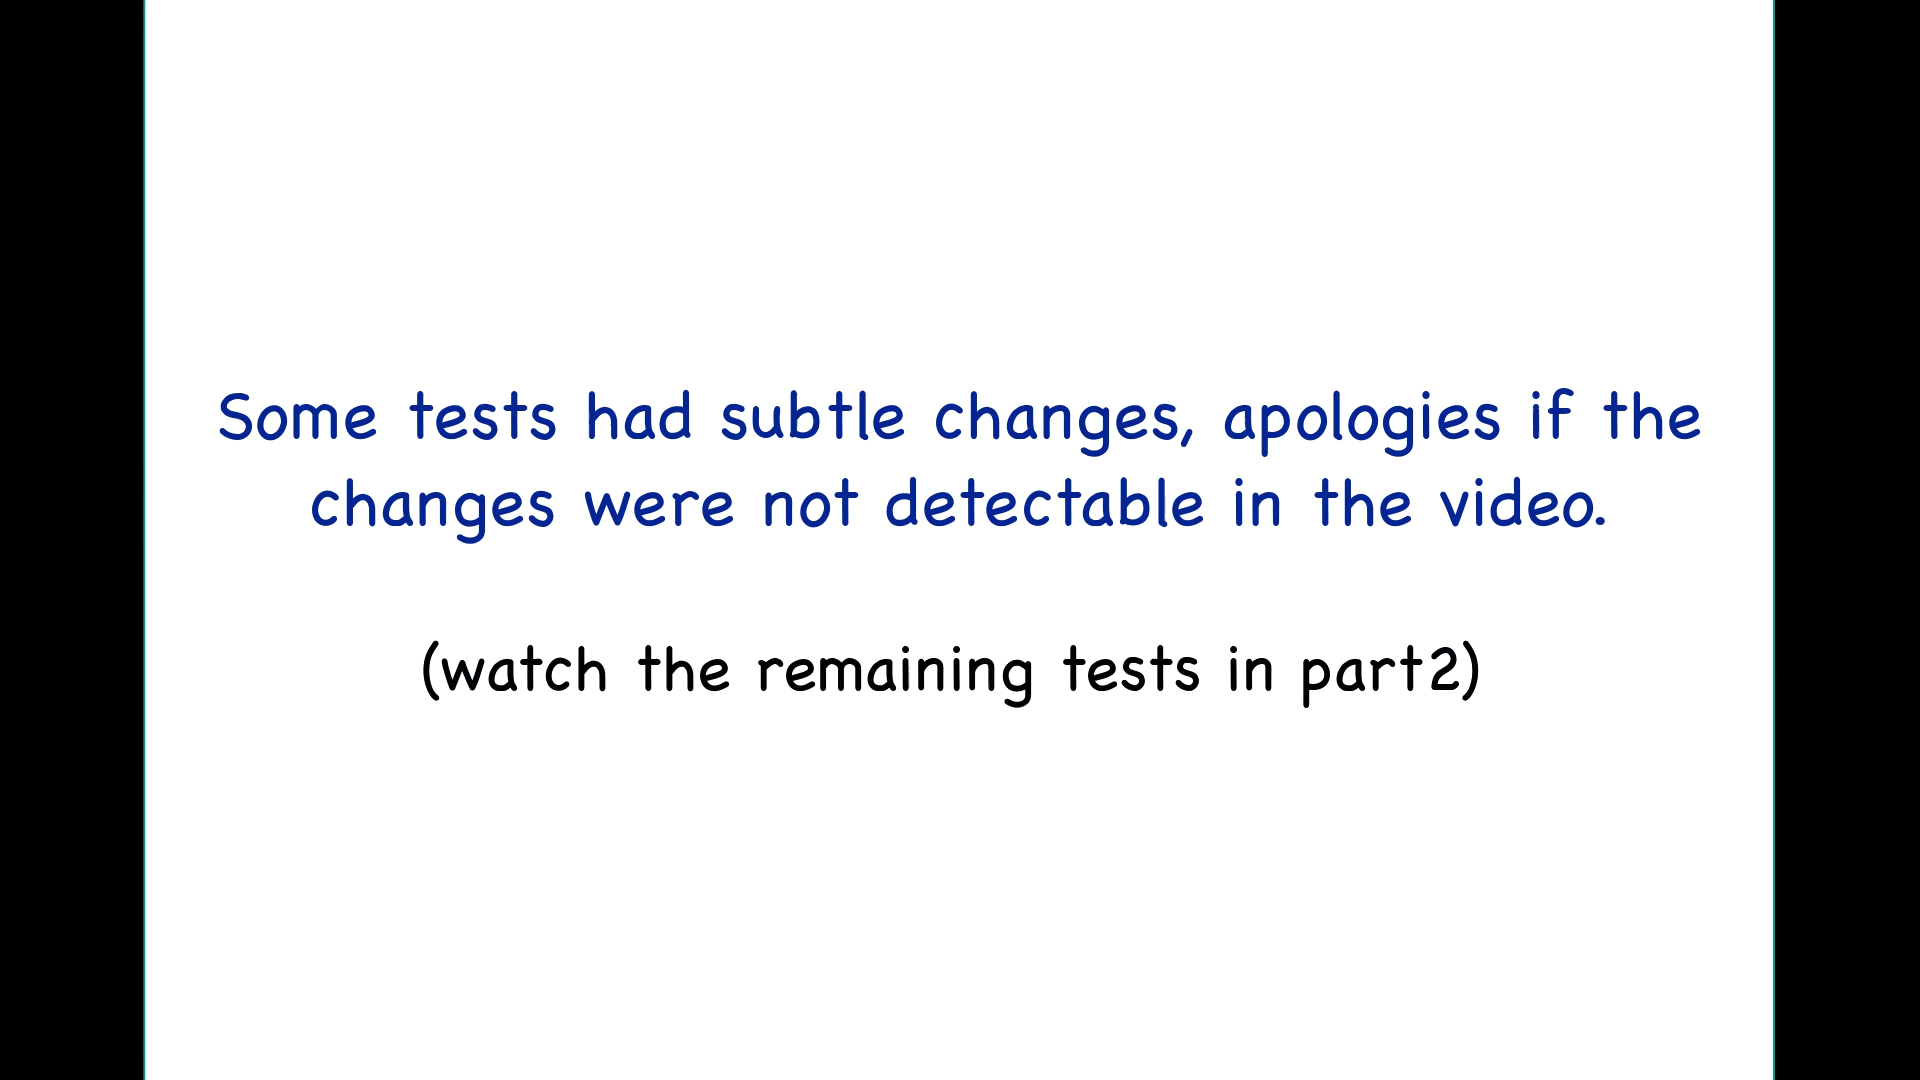 Some tests had subtle changes, apologies if the
changes were not detectable in the video.
(watch the remaining tests in part2)